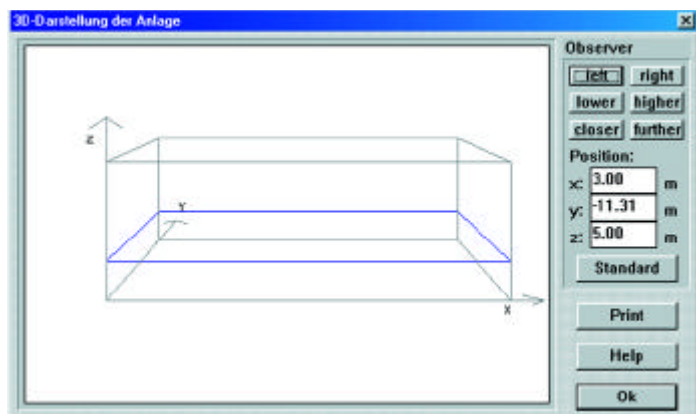 3D-Darstellung der Anlage
Observer
left right
lower higher
closer further
Position:
x: 3.00 m
y: -11.31 m
z: 5.00 m
Standard
Print
Help
Ok
Z
Y
X